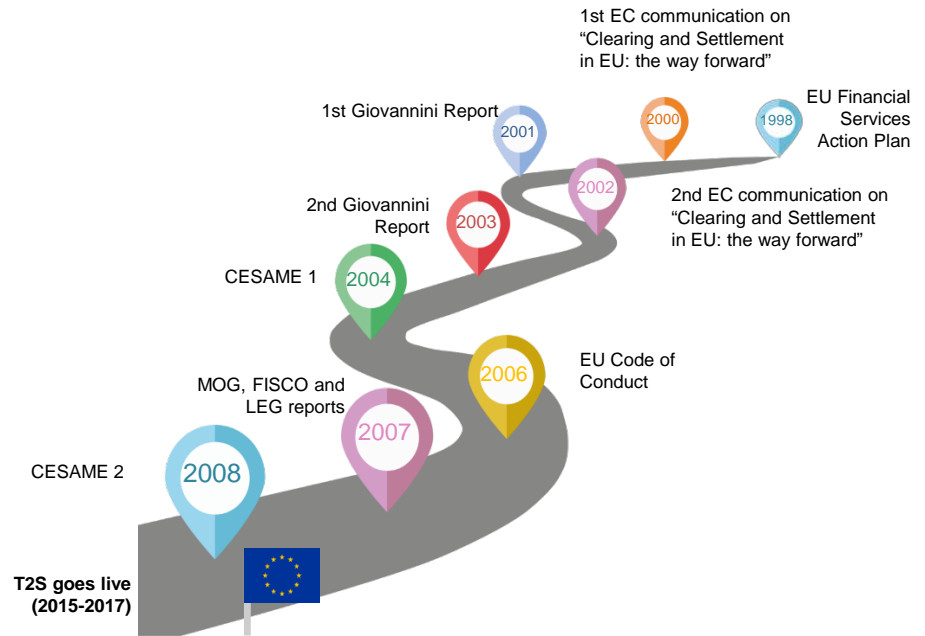 1st EC communication on
“Clearing and Settlement
in EU: the way forward”
EU Financial
Services
Action Plan
1st Giovannini Report
2001
2000
1998
2002
2nd EC communication on
“Clearing and Settlement
in EU: the way forward”
2nd Giovannini
Report
2003
CESAME 1
2004
EU Code of
Conduct
2006
MOG, FISCO and
LEG reports
2007
CESAME 2
2008
T2S goes live
(2015-2017)